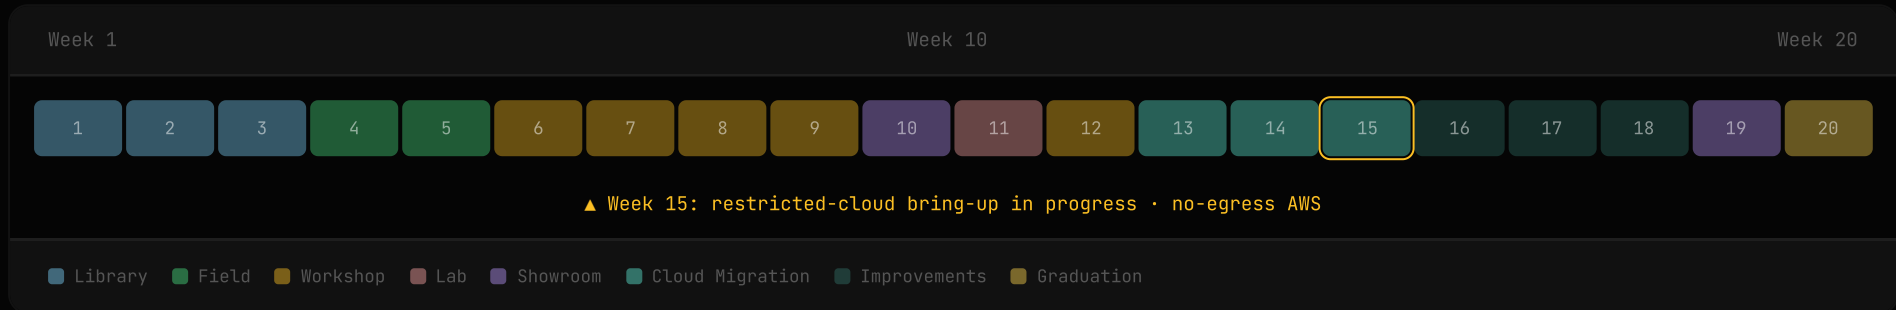 Week 1 Week 10 Week 20
1 2 3 4 5 6 7 8 9 10 11 12 13 14 15 16 17 18 19 20
▲ Week 15: restricted-cloud bring-up in progress · no-egress AWS
Library Field Workshop Lab Showroom Cloud Migration Improvements Graduation